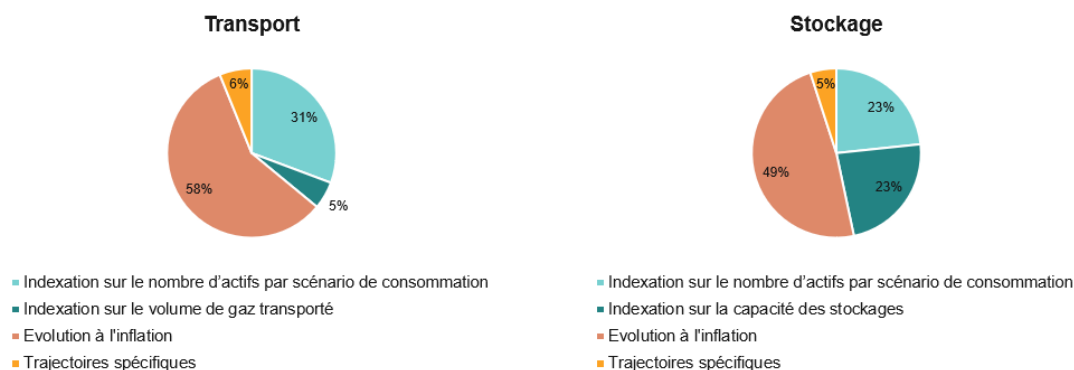 Transport
6%
31%
58%
5%
Indexation sur le nombre d'actifs par scénario de consommation
Indexation sur le volume de gaz transporté
Evolution à l'inflation
Trajectoires spécifiques
Stockage
5%
23%
49%
23%
Indexation sur le nombre d'actifs par scénario de consommation
Indexation sur la capacité des stockages
Evolution à l'inflation
Trajectoires spécifiques